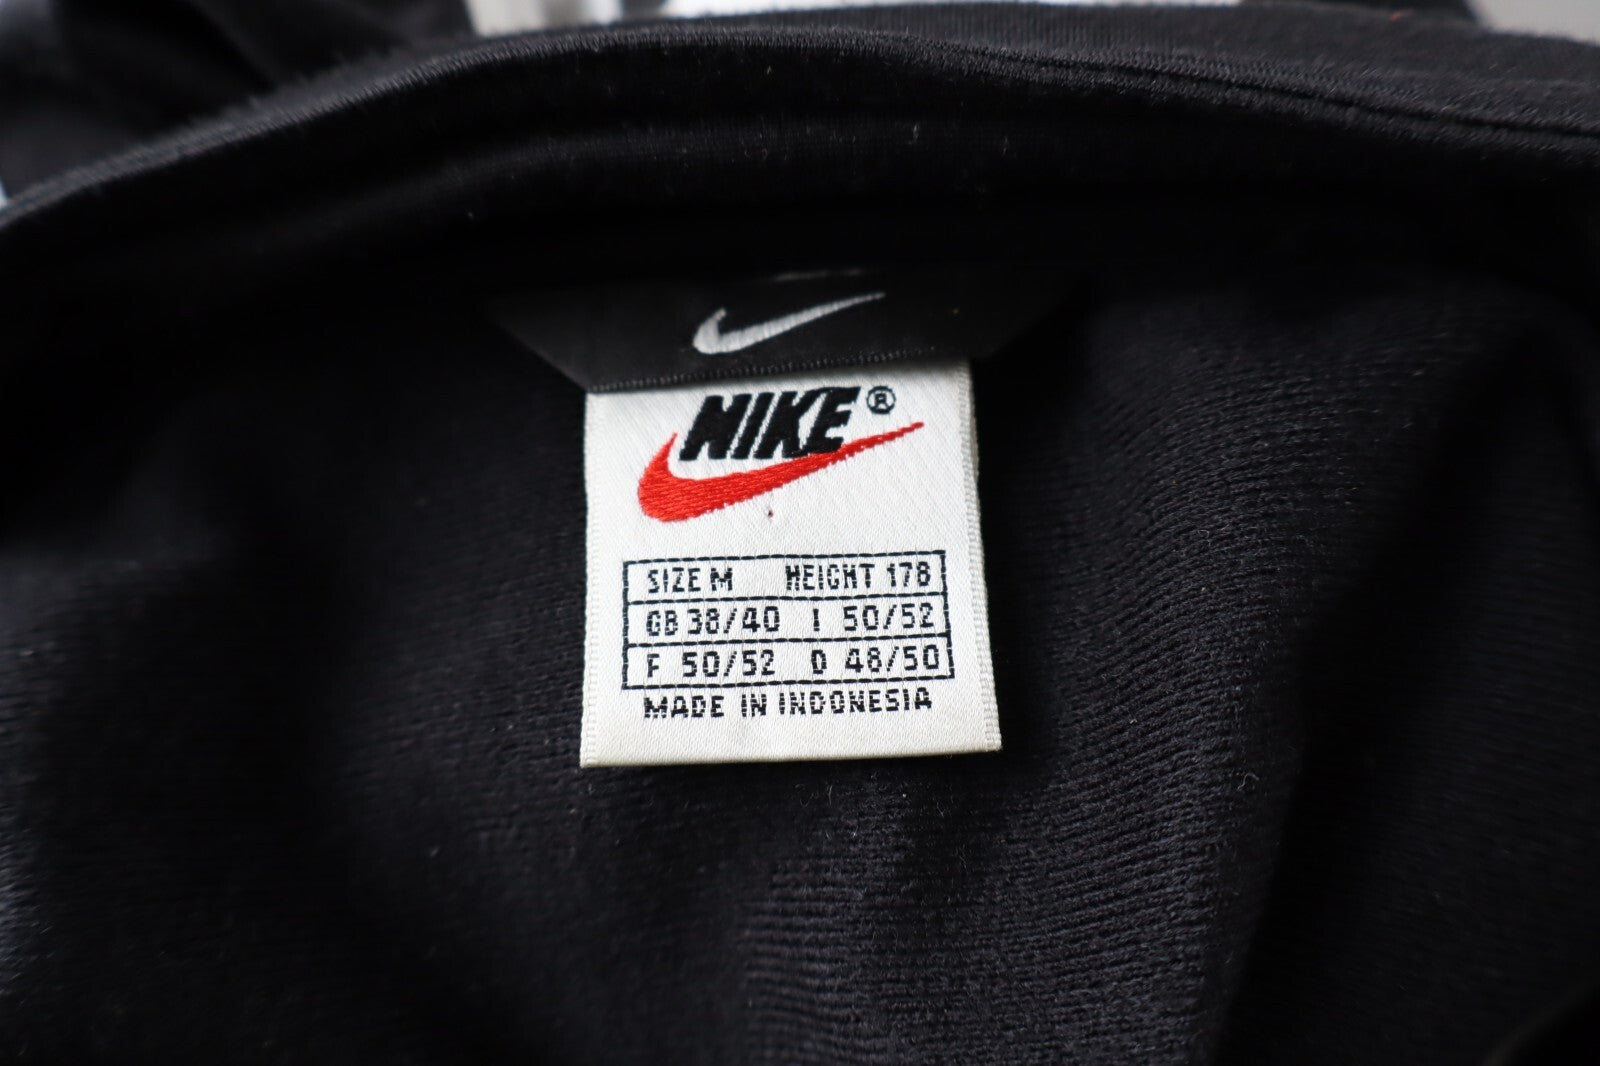 NIKE®
SIZE M HEIGHT 178
GB 38/40 I 50/52
F 50/52 D 48/50
MADE IN INDONESIA